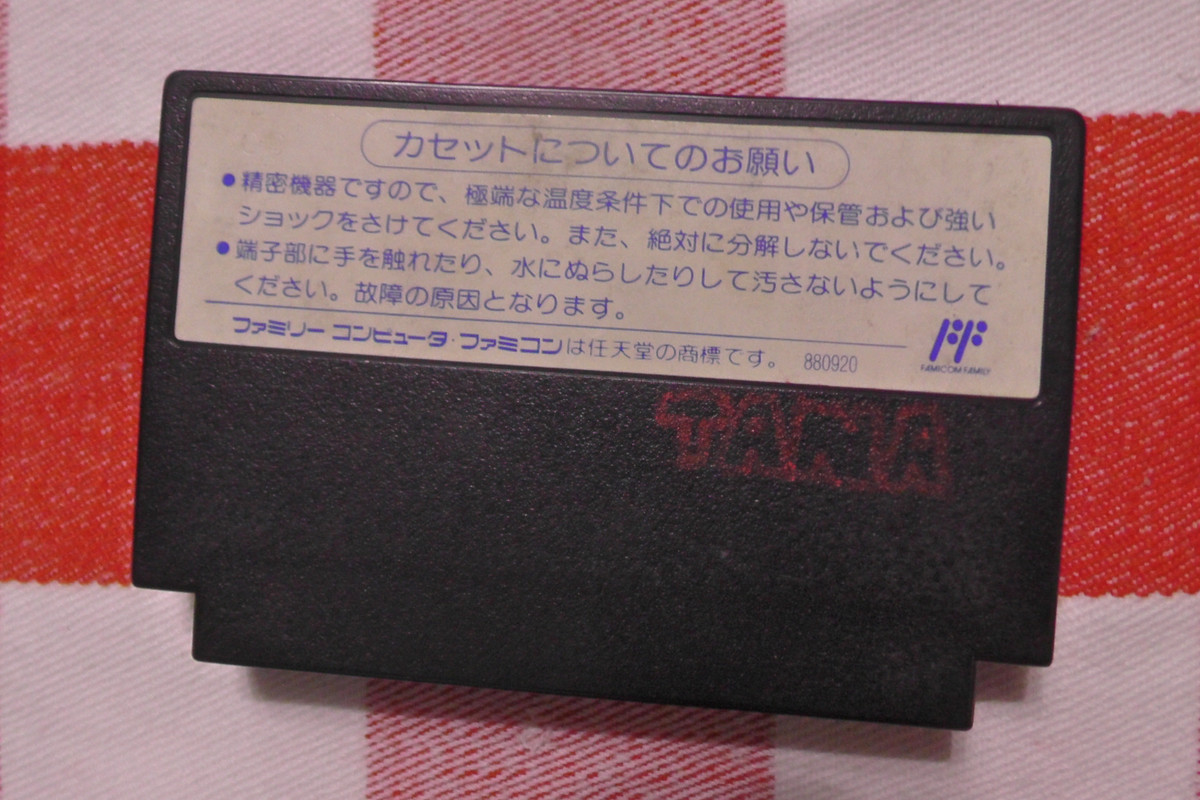 カセットについてのお願い
●精密機器ですので、極端な温度条件下での使用や保管および強い
ショックをさけてください。また、絶対に分解しないでください。
●端子部に手を触れたり、水にぬらしたりして汚さないようにして
ください。故障の原因となります。
ファミリー コンピュータ・ファミコンは任天堂の商標です。 880920
FAMICOM FAMILY